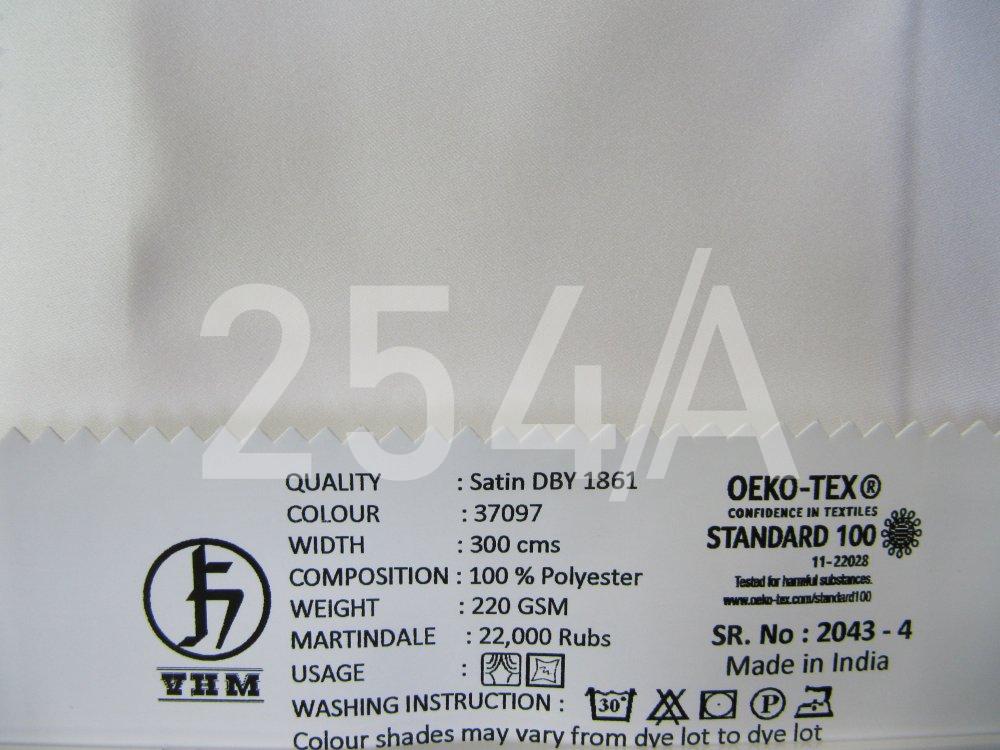 254/A
QUALITY : Satin DBY 1861
COLOUR : 37097
WIDTH : 300 cms
COMPOSITION : 100 % Polyester
WEIGHT : 220 GSM
MARTINDALE : 22,000 Rubs
USAGE :
WASHING INSTRUCTION : 30° P
Colour shades may vary from dye lot to dye lot
VHM
OEKO-TEX®
CONFIDENCE IN TEXTILES
STANDARD 100
11-22028
Tested for harmful substances.
www.oeko-tex.com/standard100
SR. No : 2043 - 4
Made in India